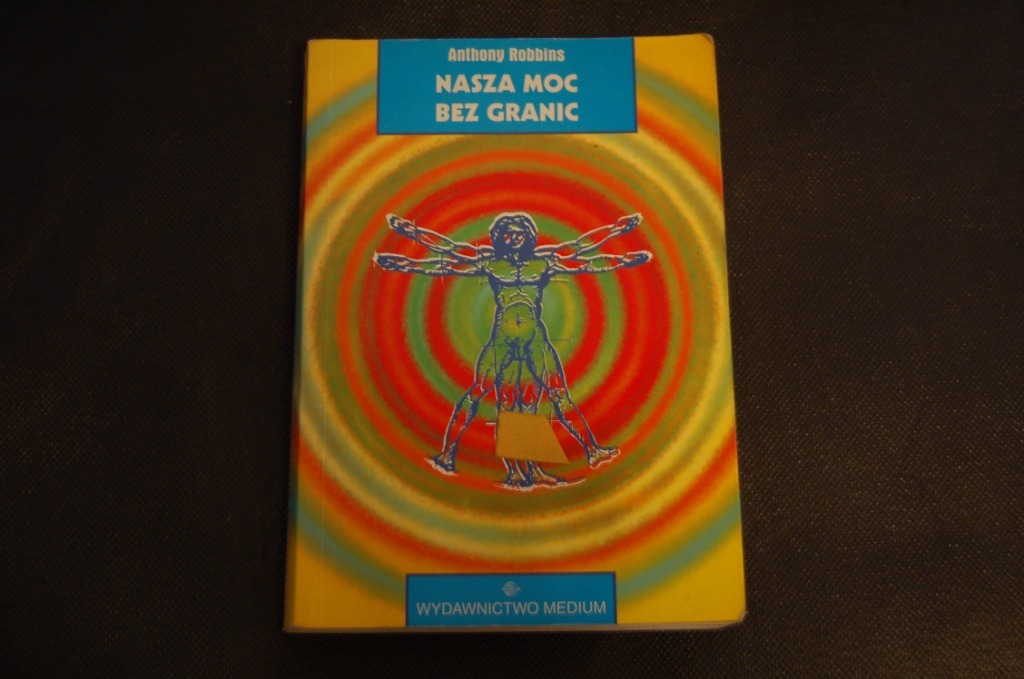 Anthony Robbins
NASZA MOC
BEZ GRANIC
WYDAWNICTWO MEDIUM